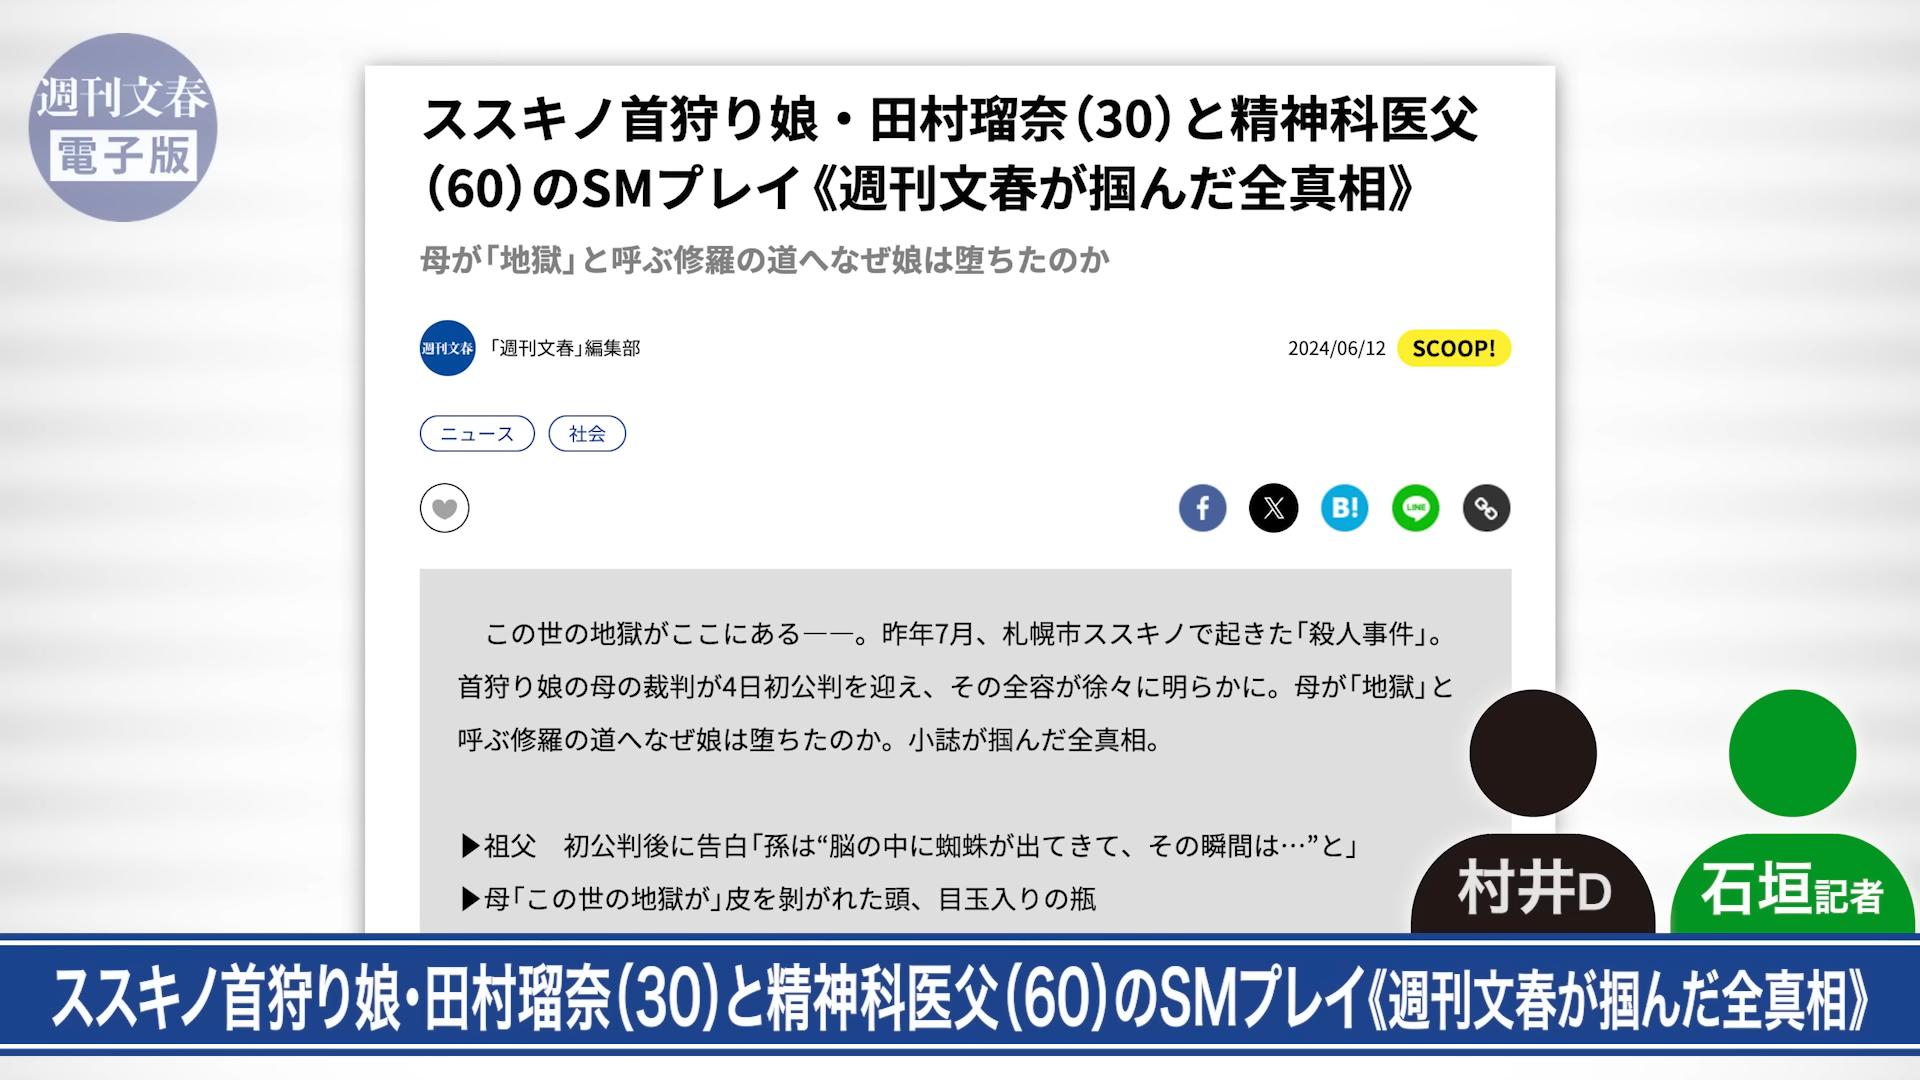 週刊文春
電子版
ススキノ首狩り娘・田村瑠奈（30）と精神科医父
（60）のSMプレイ《週刊文春が掴んだ全真相》
母が「地獄」と呼ぶ修羅の道へなぜ娘は堕ちたのか
週刊文春 「週刊文春」編集部 2024/06/12 SCOOP!
ニュース 社会
f X B! LINE
この世の地獄がここにある――。昨年7月、札幌市ススキノで起きた「殺人事件」。
首狩り娘の母の裁判が4日初公判を迎え、その全容が徐々に明らかに。母が「地獄」と
呼ぶ修羅の道へなぜ娘は堕ちたのか。小誌が掴んだ全真相。
▶祖父　初公判後に告白「孫は“脳の中に蜘蛛が出てきて、その瞬間は…”と」
▶母「この世の地獄が」皮を剝がれた頭、目玉入りの瓶
村井D
石垣記者
ススキノ首狩り娘・田村瑠奈（30）と精神科医父（60）のSMプレイ《週刊文春が掴んだ全真相》